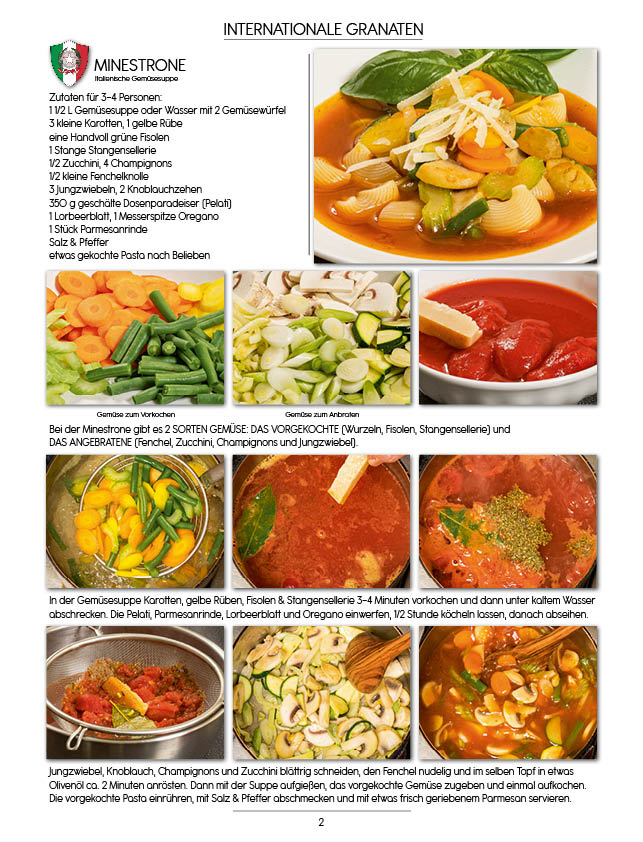 INTERNATIONALE GRANATEN
MINESTRONE
Italienische Gemüsesuppe
Zutaten für 3-4 Personen:
1 1/2 L Gemüsesuppe oder Wasser mit 2 Gemüsewürfel
3 kleine Karotten, 1 gelbe Rübe
eine Handvoll grüne Fisolen
1 Stange Stangensellerie
1/2 Zucchini, 4 Champignons
1/2 kleine Fenchelknolle
3 Jungzwiebeln, 2 Knoblauchzehen
350 g geschälte Dosenparadeiser (Pelati)
1 Lorbeerblatt, 1 Messerspitze Oregano
1 Stück Parmesanrinde
Salz & Pfeffer
etwas gekochte Pasta nach Belieben
Gemüse zum Vorkochen
Gemüse zum Anbraten
Bei der Minestrone gibt es 2 SORTEN GEMÜSE: DAS VORGEKOCHTE (Wurzeln, Fisolen, Stangensellerie) und
DAS ANGEBRATENE (Fenchel, Zucchini, Champignons und Jungzwiebel).
In der Gemüsesuppe Karotten, gelbe Rüben, Fisolen & Stangensellerie 3-4 Minuten vorkochen und dann unter kaltem Wasser
abschrecken. Die Pelati, Parmesanrinde, Lorbeerblatt und Oregano einwerfen, 1/2 Stunde köcheln lassen, danach abseihen.
Jungzwiebel, Knoblauch, Champignons und Zucchini blättrig schneiden, den Fenchel nudelig und im selben Topf in etwas
Olivenöl ca. 2 Minuten anrösten. Dann mit der Suppe aufgießen, das vorgekochte Gemüse zugeben und einmal aufkochen.
Die vorgekochte Pasta einrühren, mit Salz & Pfeffer abschmecken und mit etwas frisch geriebenem Parmesan servieren.
2